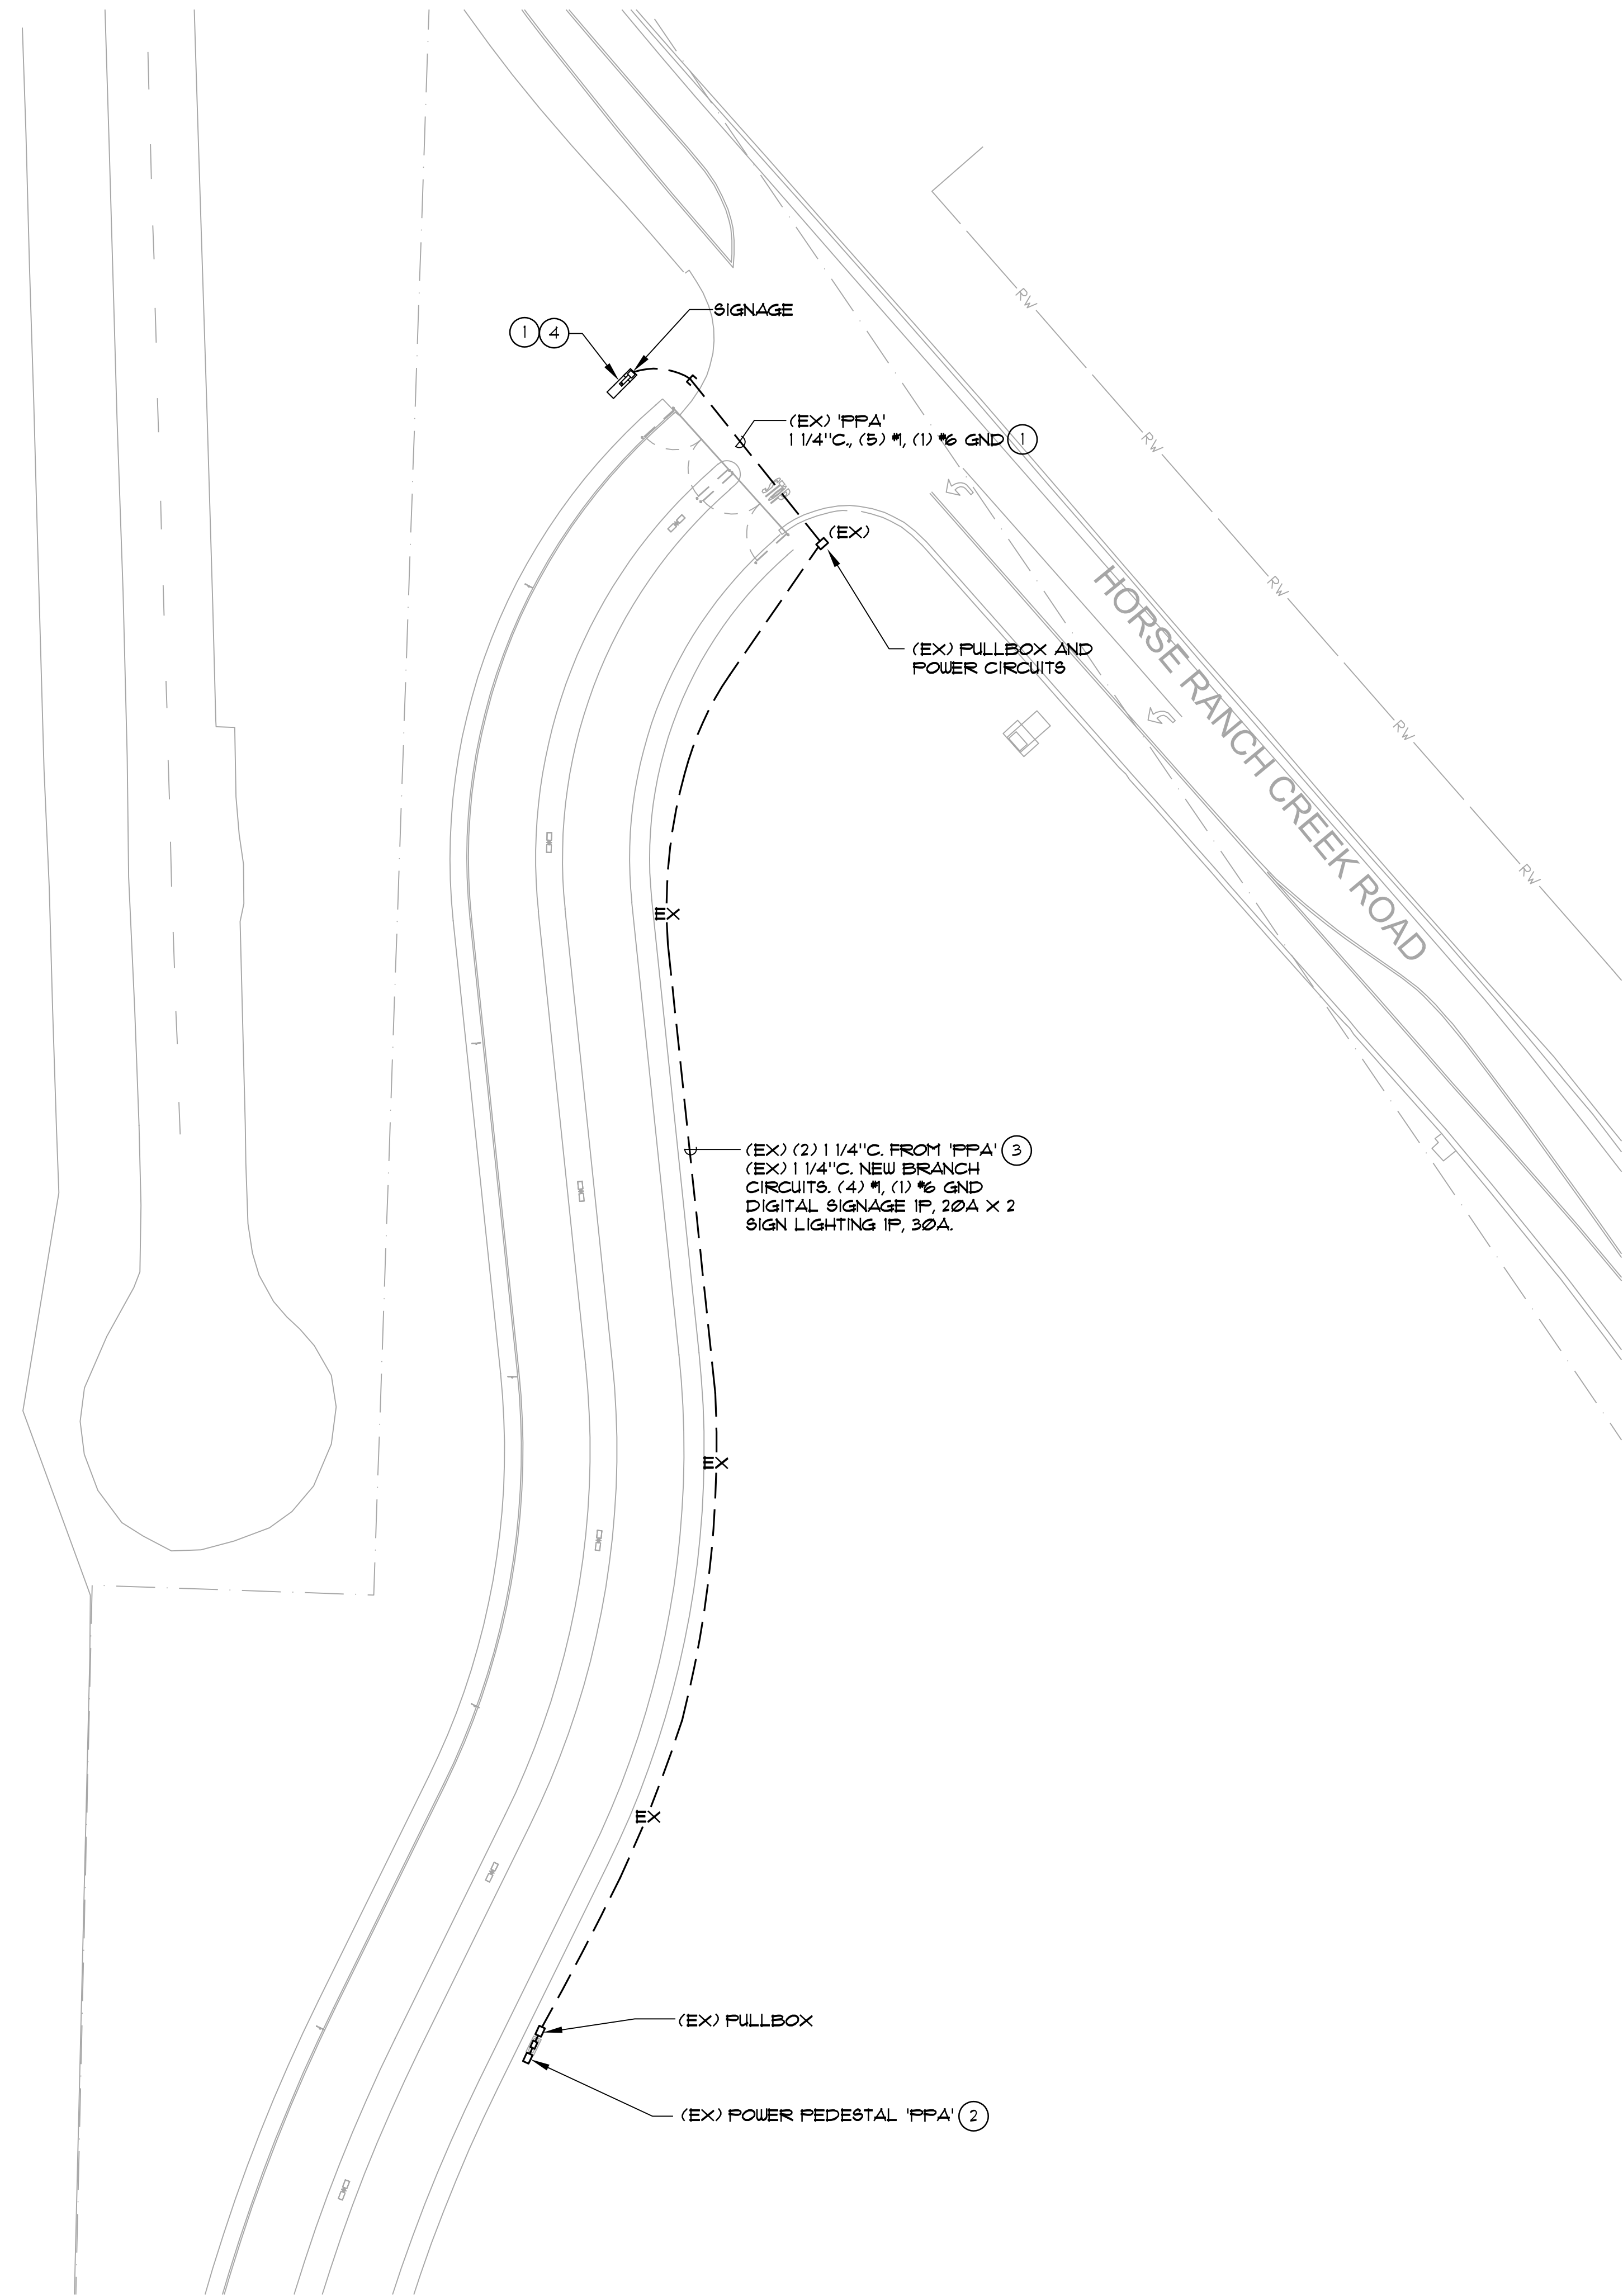 SIGNAGE
1 4
(EX) 'PPA'
1 1/4"C., (5) #1, (1) #6 GND 1
(EX)
(EX) PULLBOX AND
POWER CIRCUITS
RW
RW
RW
RW
RW
HORSE RANCH CREEK ROAD
EX
(EX) (2) 1 1/4"C. FROM 'PPA' 3
(EX) 1 1/4"C. NEW BRANCH
CIRCUITS. (4) #1, (1) #6 GND
DIGITAL SIGNAGE 1P, 20A X 2
SIGN LIGHTING 1P, 30A.
EX
EX
(EX) PULLBOX
(EX) POWER PEDESTAL 'PPA' 2